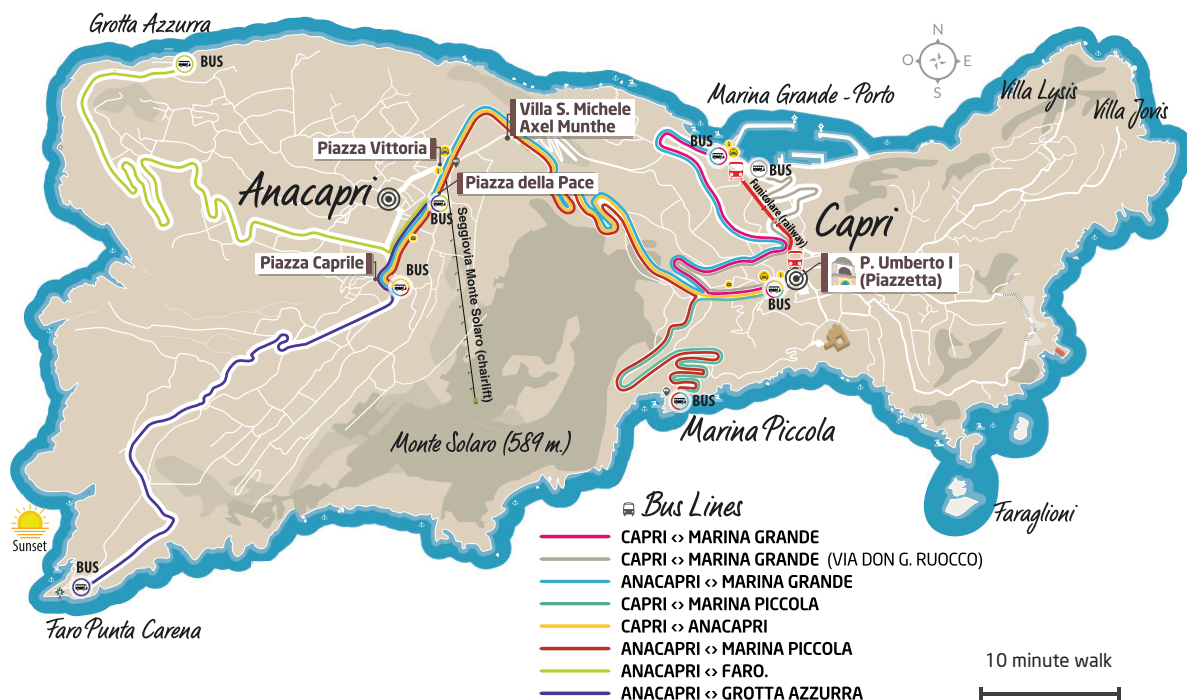 Grotta Azzurra
BUS
N
O
E
S
Marina Grande - Porto
Villa Lysis
Villa Jovis
Villa S. Michele
Axel Munthe
Piazza Vittoria
BUS
BUS
Anacapri
Piazza della Pace
Funicolare (railway)
Capri
BUS
Seggiovia Monte Solaro (chairlift)
Piazza Caprile
BUS
P. Umberto I
(Piazzetta)
BUS
BUS
Marina Piccola
Monte Solaro (589 m.)
Faraglioni
Sunset
BUS
Faro Punta Carena
Bus Lines
CAPRI <> MARINA GRANDE
CAPRI <> MARINA GRANDE (VIA DON G. RUOCCO)
ANACAPRI <> MARINA GRANDE
CAPRI <> MARINA PICCOLA
CAPRI <> ANACAPRI
ANACAPRI <> MARINA PICCOLA
ANACAPRI <> FARO.
ANACAPRI <> GROTTA AZZURRA
10 minute walk